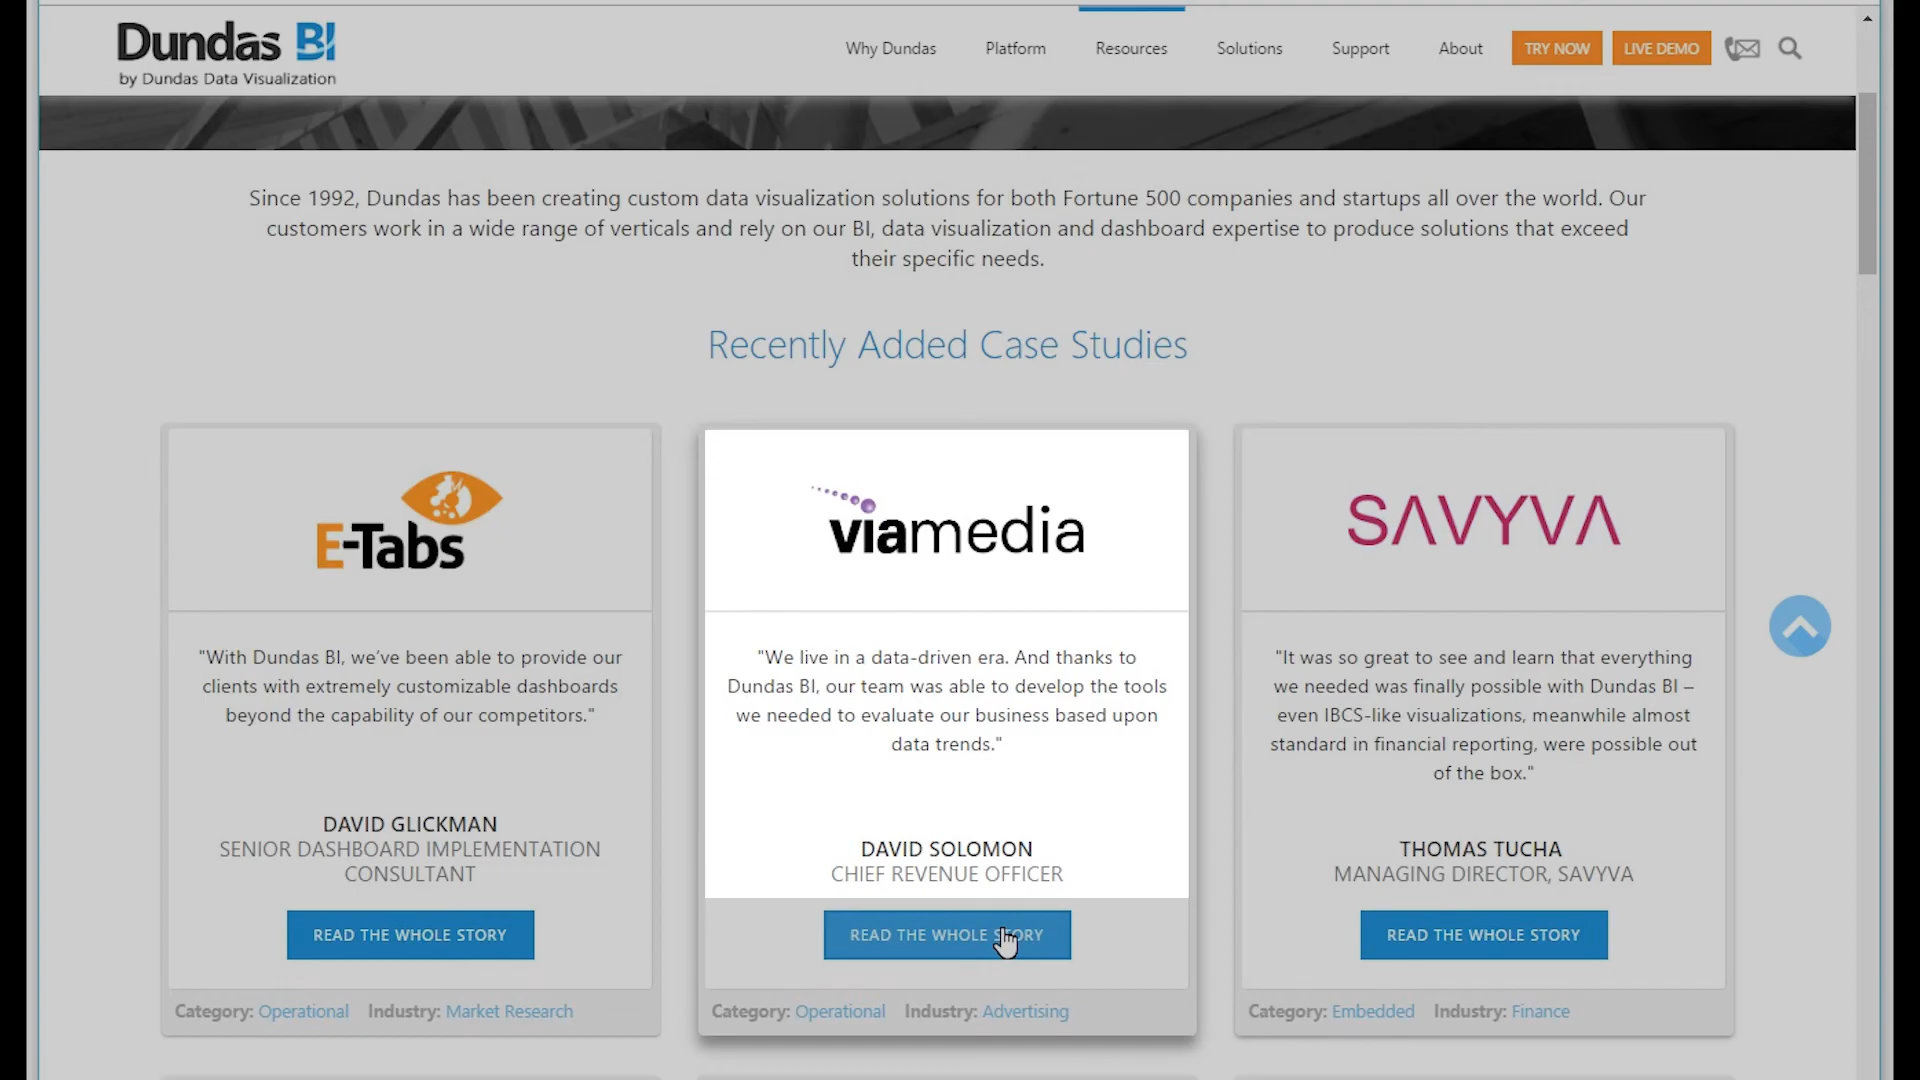 Dundas BI
by Dundas Data Visualization
Why Dundas
Platform
Resources
Solutions
Support
About
TRY NOW
LIVE DEMO
Since 1992, Dundas has been creating custom data visualization solutions for both Fortune 500 companies and startups all over the world. Our
customers work in a wide range of verticals and rely on our BI, data visualization and dashboard expertise to produce solutions that exceed
their specific needs.
Recently Added Case Studies
E-Tabs
"With Dundas BI, we've been able to provide our
clients with extremely customizable dashboards
beyond the capability of our competitors."
DAVID GLICKMAN
SENIOR DASHBOARD IMPLEMENTATION
CONSULTANT
READ THE WHOLE STORY
Category: Operational Industry: Market Research
viamedia
"We live in a data-driven era. And thanks to
Dundas BI, our team was able to develop the tools
we needed to evaluate our business based upon
data trends."
DAVID SOLOMON
CHIEF REVENUE OFFICER
READ THE WHOLE STORY
Category: Operational Industry: Advertising
SAVYVA
"It was so great to see and learn that everything
we needed was finally possible with Dundas BI –
even IBCS-like visualizations, meanwhile almost
standard in financial reporting, were possible out
of the box."
THOMAS TUCHA
MANAGING DIRECTOR, SAVYVA
READ THE WHOLE STORY
Category: Embedded Industry: Finance